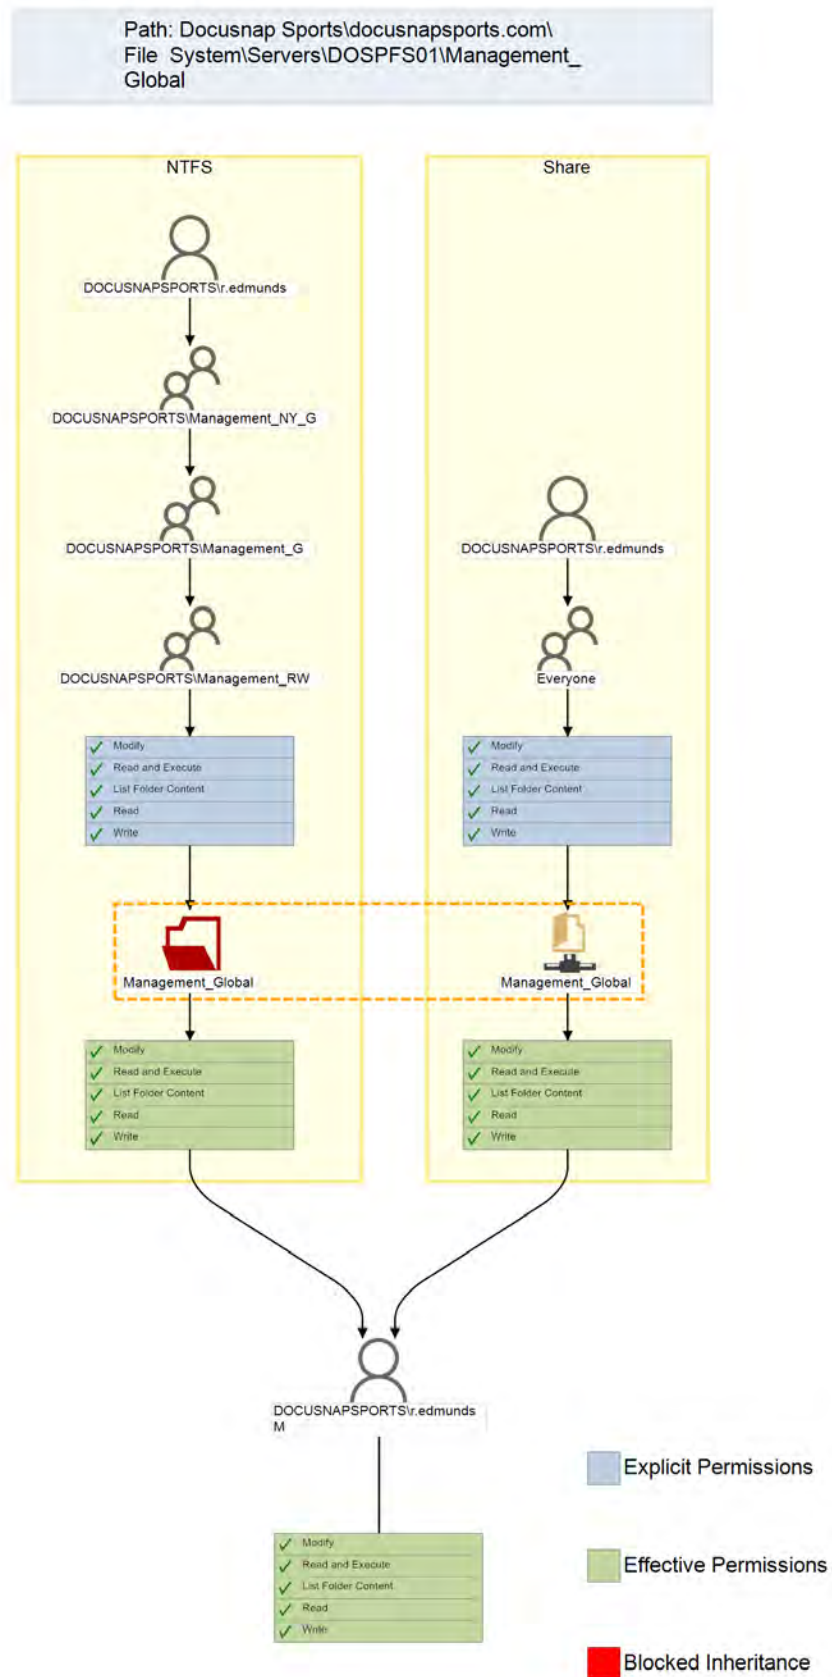 Path: Docusnap Sports\docusnapsports.com\
File System\Servers\DOSPFS01\Management_
Global
NTFS
DOCUSNAPSPORTS\r.edmunds
DOCUSNAPSPORTS\Management_NY_G
DOCUSNAPSPORTS\Management_G
DOCUSNAPSPORTS\Management_RW
Modify
Read and Execute
List Folder Content
Read
Write
Management_Global
Modify
Read and Execute
List Folder Content
Read
Write
Share
DOCUSNAPSPORTS\r.edmunds
Everyone
Modify
Read and Execute
List Folder Content
Read
Write
Management_Global
Modify
Read and Execute
List Folder Content
Read
Write
DOCUSNAPSPORTS\r.edmunds
M
Modify
Read and Execute
List Folder Content
Read
Write
Explicit Permissions
Effective Permissions
Blocked Inheritance